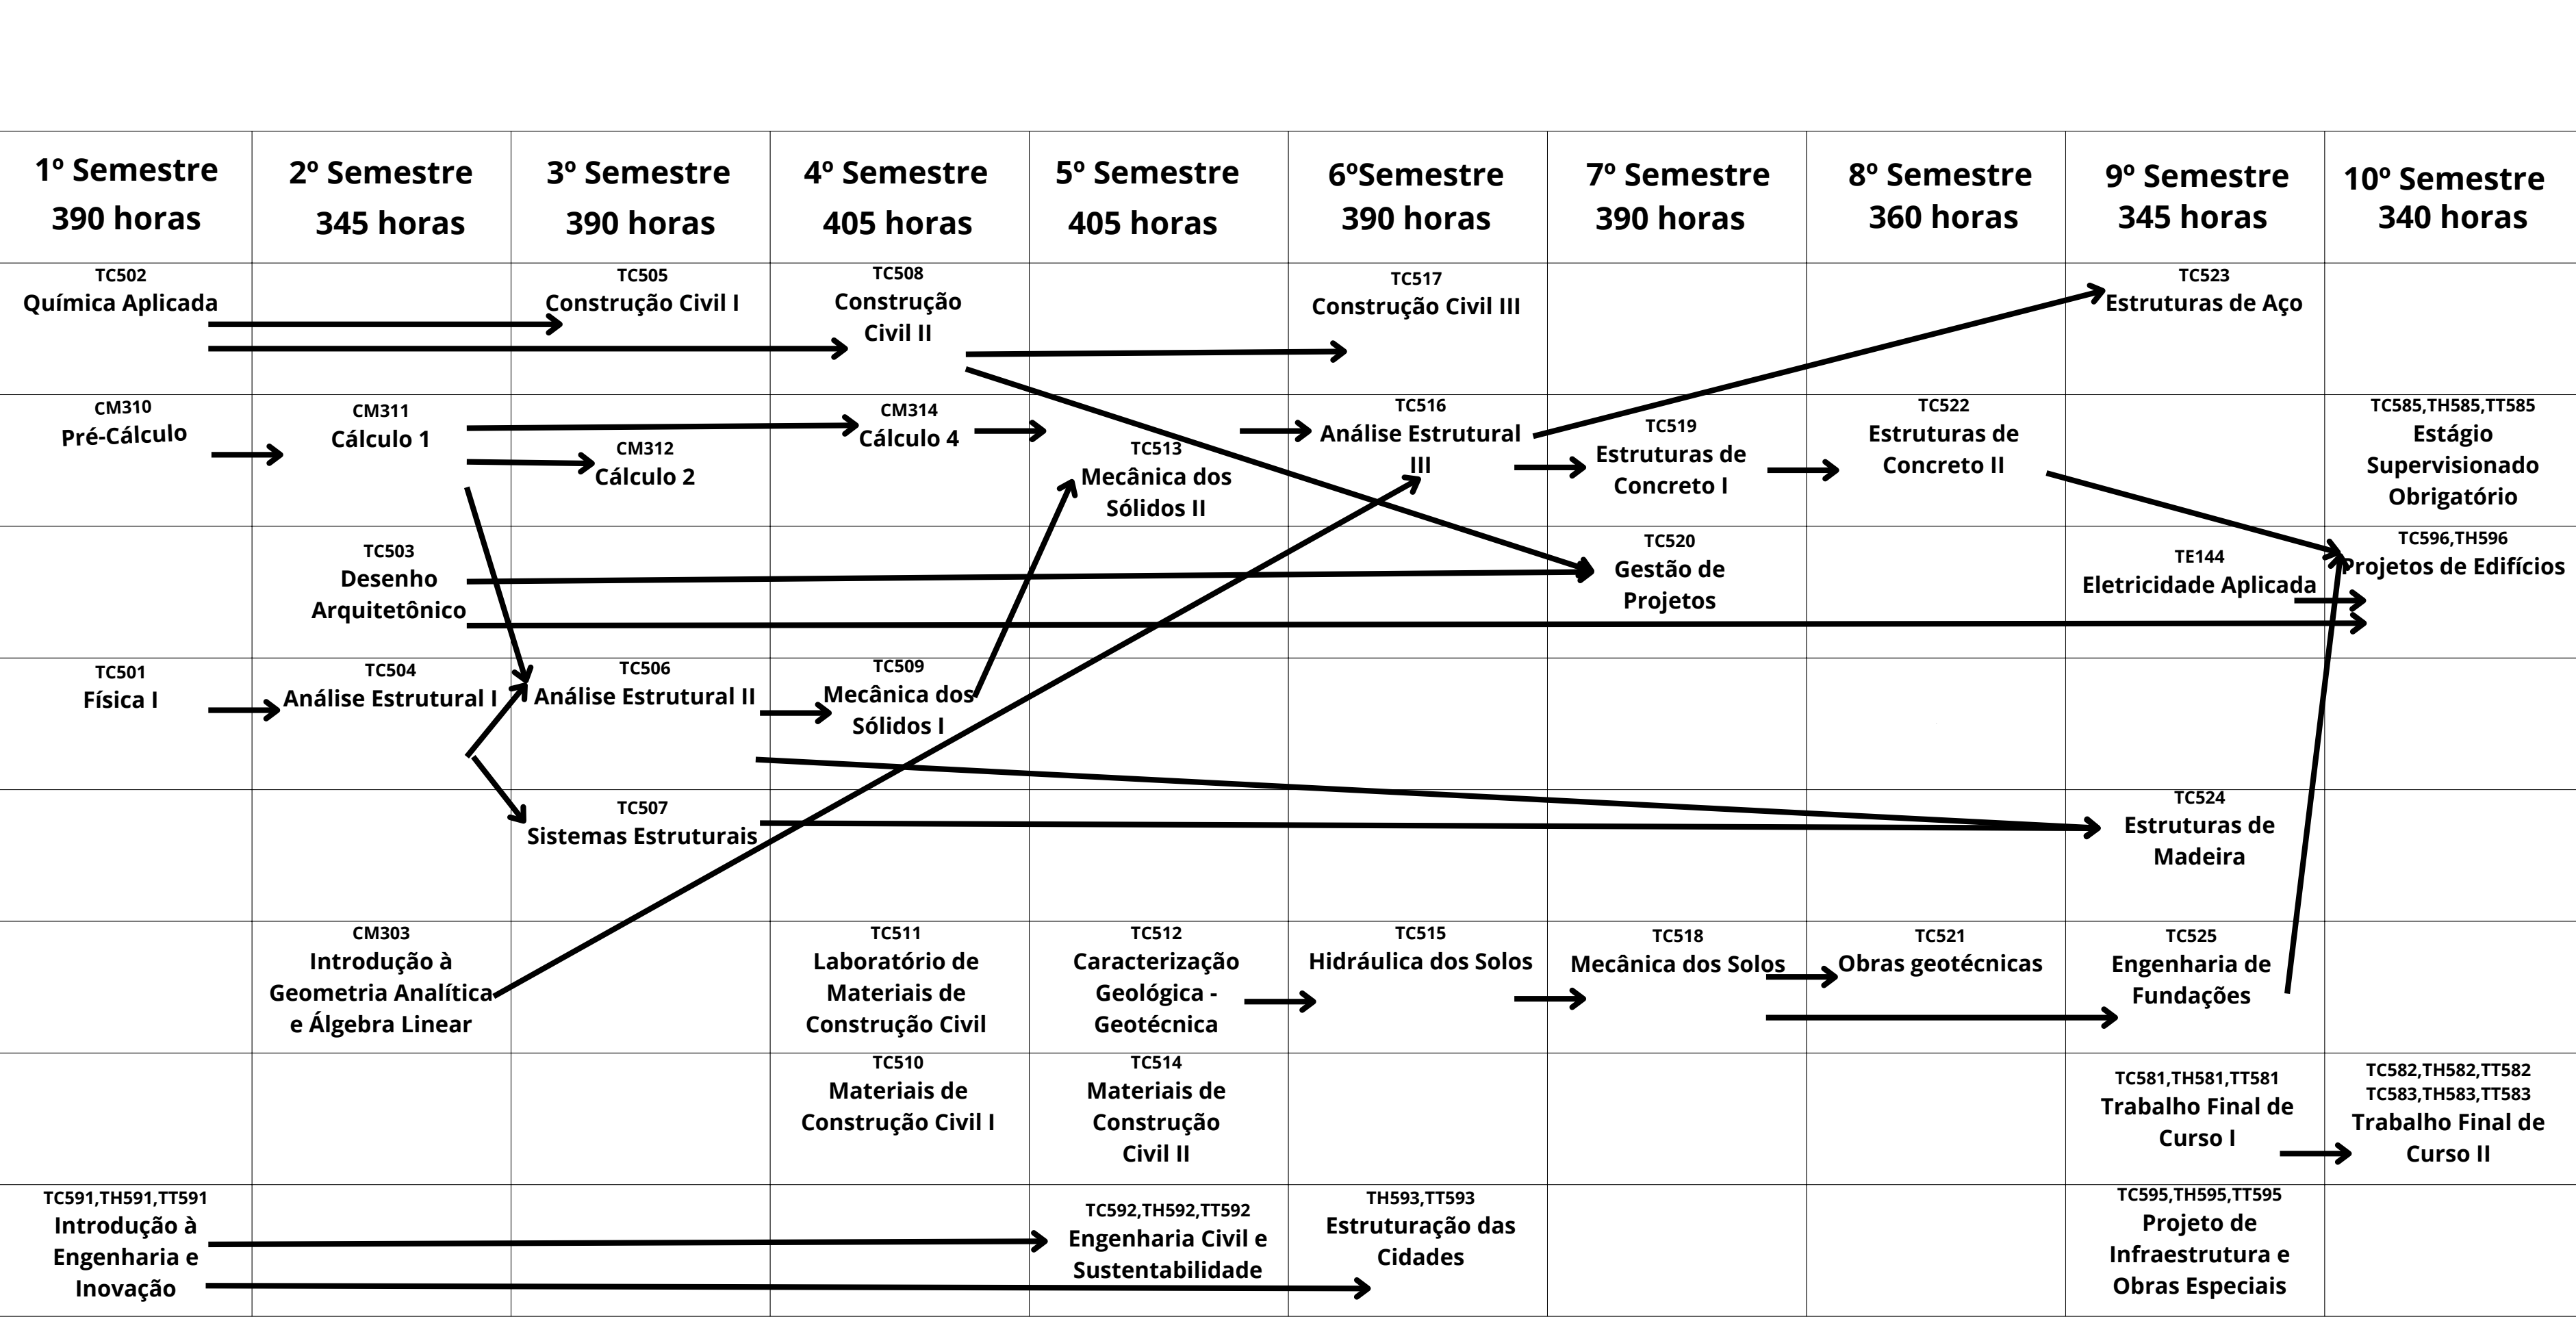 1º Semestre
390 horas
2º Semestre
345 horas
3º Semestre
390 horas
4º Semestre
405 horas
5º Semestre
405 horas
6ºSemestre
390 horas
7º Semestre
390 horas
8º Semestre
360 horas
9º Semestre
345 horas
10º Semestre
340 horas
TC502
Química Aplicada
TC505
Construção Civil I
TC508
Construção
Civil II
TC517
Construção Civil III
TC523
Estruturas de Aço
CM310
Pré-Cálculo
CM311
Cálculo 1
CM312
Cálculo 2
CM314
Cálculo 4
TC513
Mecânica dos
Sólidos II
TC516
Análise Estrutural
III
TC519
Estruturas de
Concreto I
TC522
Estruturas de
Concreto II
TC585,TH585,TT585
Estágio
Supervisionado
Obrigatório
TC503
Desenho
Arquitetônico
TC520
Gestão de
Projetos
TE144
Eletricidade Aplicada
TC596,TH596
Projetos de Edifícios
TC501
Física I
TC504
Análise Estrutural I
TC506
Análise Estrutural II
TC509
Mecânica dos
Sólidos I
TC507
Sistemas Estruturais
TC524
Estruturas de
Madeira
CM303
Introdução à
Geometria Analítica
e Álgebra Linear
TC511
Laboratório de
Materiais de
Construção Civil
TC512
Caracterização
Geológica -
Geotécnica
TC515
Hidráulica dos Solos
TC518
Mecânica dos Solos
TC521
Obras geotécnicas
TC525
Engenharia de
Fundações
TC510
Materiais de
Construção Civil I
TC514
Materiais de
Construção
Civil II
TC581,TH581,TT581
Trabalho Final de
Curso I
TC582,TH582,TT582
TC583,TH583,TT583
Trabalho Final de
Curso II
TC591,TH591,TT591
Introdução à
Engenharia e
Inovação
TC592,TH592,TT592
Engenharia Civil e
Sustentabilidade
TH593,TT593
Estruturação das
Cidades
TC595,TH595,TT595
Projeto de
Infraestrutura e
Obras Especiais